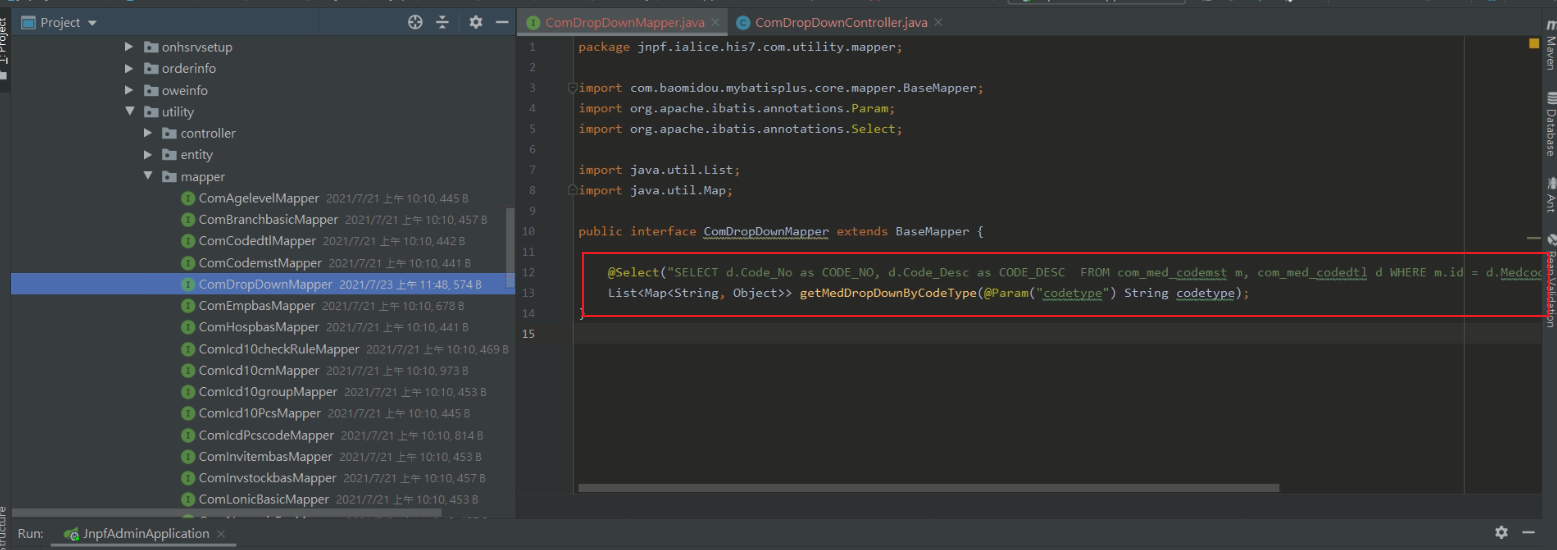 Project
ComDropDownMapper.java
ComDropDownController.java
1: Project
onhsrvsetup
orderinfo
oweinfo
utility
controller
entity
mapper
ComAgelevelMapper 2021/7/21 上午 10:10, 445 B
ComBranchbasicMapper 2021/7/21 上午 10:10, 457 B
ComCodedtlMapper 2021/7/21 上午 10:10, 442 B
ComCodemstMapper 2021/7/21 上午 10:10, 441 B
ComDropDownMapper 2021/7/23 上午 11:48, 574 B
ComEmpbasMapper 2021/7/21 上午 10:10, 678 B
ComHospbasMapper 2021/7/21 上午 10:10, 441 B
ComIcd10checkRuleMapper 2021/7/21 上午 10:10, 469 B
ComIcd10cmMapper 2021/7/21 上午 10:10, 973 B
ComIcd10groupMapper 2021/7/21 上午 10:10, 453 B
ComIcd10PcsMapper 2021/7/21 上午 10:10, 445 B
ComIcdPcscodeMapper 2021/7/21 上午 10:10, 814 B
ComInvitembasMapper 2021/7/21 上午 10:10, 453 B
ComInvstockbasMapper 2021/7/21 上午 10:10, 457 B
ComLonicBasicMapper 2021/7/21 上午 10:10, 453 B
1 package jnpf.ialice.his7.com.utility.mapper;
2
3 import com.baomidou.mybatisplus.core.mapper.BaseMapper;
4 import org.apache.ibatis.annotations.Param;
5 import org.apache.ibatis.annotations.Select;
6
7 import java.util.List;
8 import java.util.Map;
9
10 public interface ComDropDownMapper extends BaseMapper {
11
12 @Select("SELECT d.Code_No as CODE_NO, d.Code_Desc as CODE_DESC FROM com_med_codemst m, com_med_codedtl d WHERE m.id = d.Medcod
13 List<Map<String, Object>> getMedDropDownByCodeType(@Param("codetype") String codetype);
14 }
15
Maven
Database
Ant
Bean Validation
Structure
Run: JnpfAdminApplication